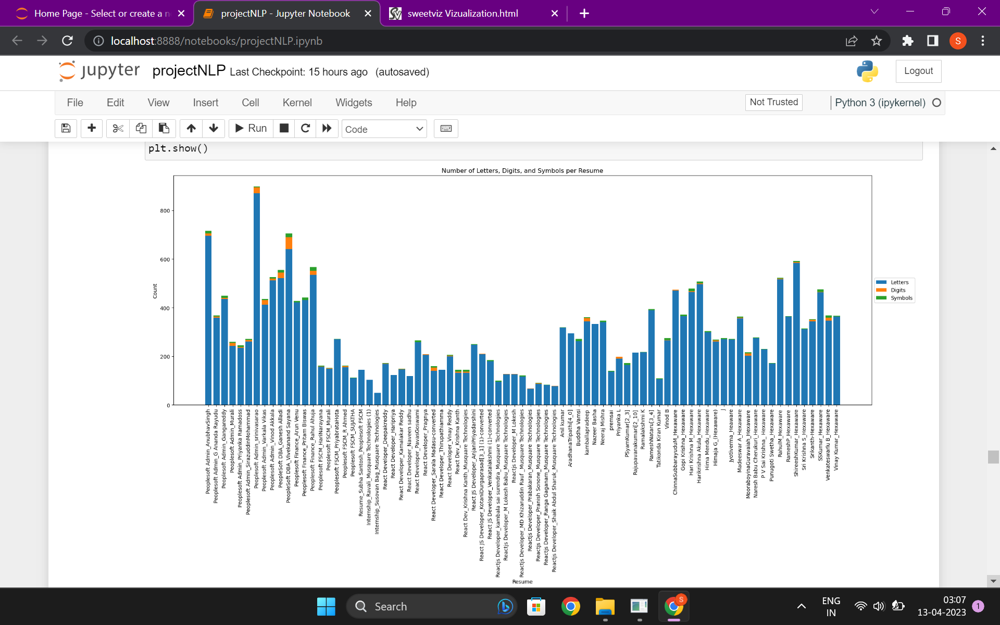 Home Page - Select or create a n
projectNLP - Jupyter Notebook
sweetviz Vizualization.html
localhost:8888/notebooks/projectNLP.ipynb
S
jupyter projectNLP Last Checkpoint: 15 hours ago (autosaved)
Logout
File Edit View Insert Cell Kernel Widgets Help
Not Trusted
Python 3 (ipykernel)
Run
Code
plt.show()
Number of Letters, Digits, and Symbols per Resume
800
600
400
200
0
Count
Letters
Digits
Symbols
Peoplesoft Admin_AnubhavSingh
Peoplesoft Admin_G Ananda Rayudu
Peoplesoft Admin_Gangareddy
Peoplesoft Admin_Murali
Peoplesoft Admin_Priyanka Ramadoss
Peoplesoft Admin_SirazuddinMohammad
Peoplesoft Admin_srinivasarao
Peoplesoft Admin_Varkala Vikas
Peoplesoft Admin_Vinod Akkala
PeopleSoft DBA_Ganesh Alladi
PeopleSoft DBA_Vivekanand Sayana
Peoplesoft Finance_Arun Venu
Peoplesoft Finance_Pritam Biswas
Peoplesoft Finance_Rahul Ahuja
Peoplesoft FSCM_HariNarayana
Peoplesoft FSCM_Murali
Peoplesoft FSCM_PriyabrataHota
Peoplesoft FSCM_R Ahmed
Peoplesoft FSCM_SUJATHA
Resume_Subha Santosh_Peoplesoft FSCM
Internship_Ravali_Musquare Technologies (1)
Internship_Susovan Bag_Musquare Technologies
React Developer_Deepakreddy
React Developer_Haripriya
React Developer_Kamalakar Reddy
React Developer_Naveen sadhu
React Developer_PavasGoswami
React Developer_Pragnya
React Developer_Sarala Madasu-converted
React Developer_Thirupathiamma
React Developer_Vinay Reddy
React Dev_Krishna Kanth
React Dev_Krishna Kanth_Musquare Technologies
React JS Developer_AnjaniPriyadarshini
React JS Developer_KotaniDurgaprasad[3_1] (1)-converted
React JS Developer_Venkatalakshmi (1)-converted
Reactjs Developer_kambala sai surendra_Musquare Technologies
Reactjs Developer_M Lokesh Babu_Musquare Technologies
Reactjs Developer_M Lokesh
Reactjs Developer_MD Khizaruddin Rauf _Musquare Technologies
Reactjs Developer_Prabakaran_Musquare Technologies
Reactjs Developer_Pranish Sonone_Musquare Technologies
Reactjs Developer_Ranga Gaganam_Musquare Technologies
Reactjs Developer_Shaik Abdul Sharuk_Musquare Technologies
Anil kumar
AradhanaTripathi[4_0]
Buddha Vamsi
kamballapradeep
Nazeer Basha
Neeraj Mishra
premsai
Priyanka L
PSyamKumar[2_3]
Rajupavanakumari[2_10]
Ramalakshmi K
RameshNataru[3_4]
Tatikonda Kiran Kumar
Vinod B
ChinnaSubbarayuduM_Hexaware
Gopi Krishna_Hexaware
Hari Krishna M_Hexaware
Harikrishna Akula_Hexaware
Hima Mendu_Hexaware
Himaja G_(Hexaware)
J
Jyotiverma_Heaware
Madeeswar A_Hexaware
MooraboyinaGuravaiah_Hexaware
Naresh Babu Cherukuri_Hexaware
P V Sai Krishna_ Hexaware
Punugoti Swetha_Hexaware
RahulM_Hexaware
RameshP_Hexaware
ShireeshKumar_Hexaware
Sri Krishna S_Hexaware
Srikanth-Hexaware
SSKumar_Hexaware
Venkateswarlu B_Hexaware
Vinay Kumar_Hexaware
Resume
Search
S
ENG
IN
03:07
13-04-2023
1